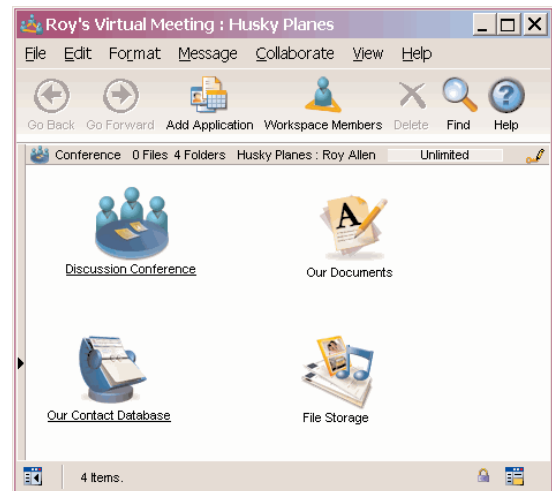 Roy's Virtual Meeting : Husky Planes
File Edit Format Message Collaborate View Help
Go Back Go Forward Add Application Workspace Members Delete Find Help
Conference 0 Files 4 Folders Husky Planes : Roy Allen Unlimited
Discussion Conference Our Documents
Our Contact Database File Storage
4 Items.